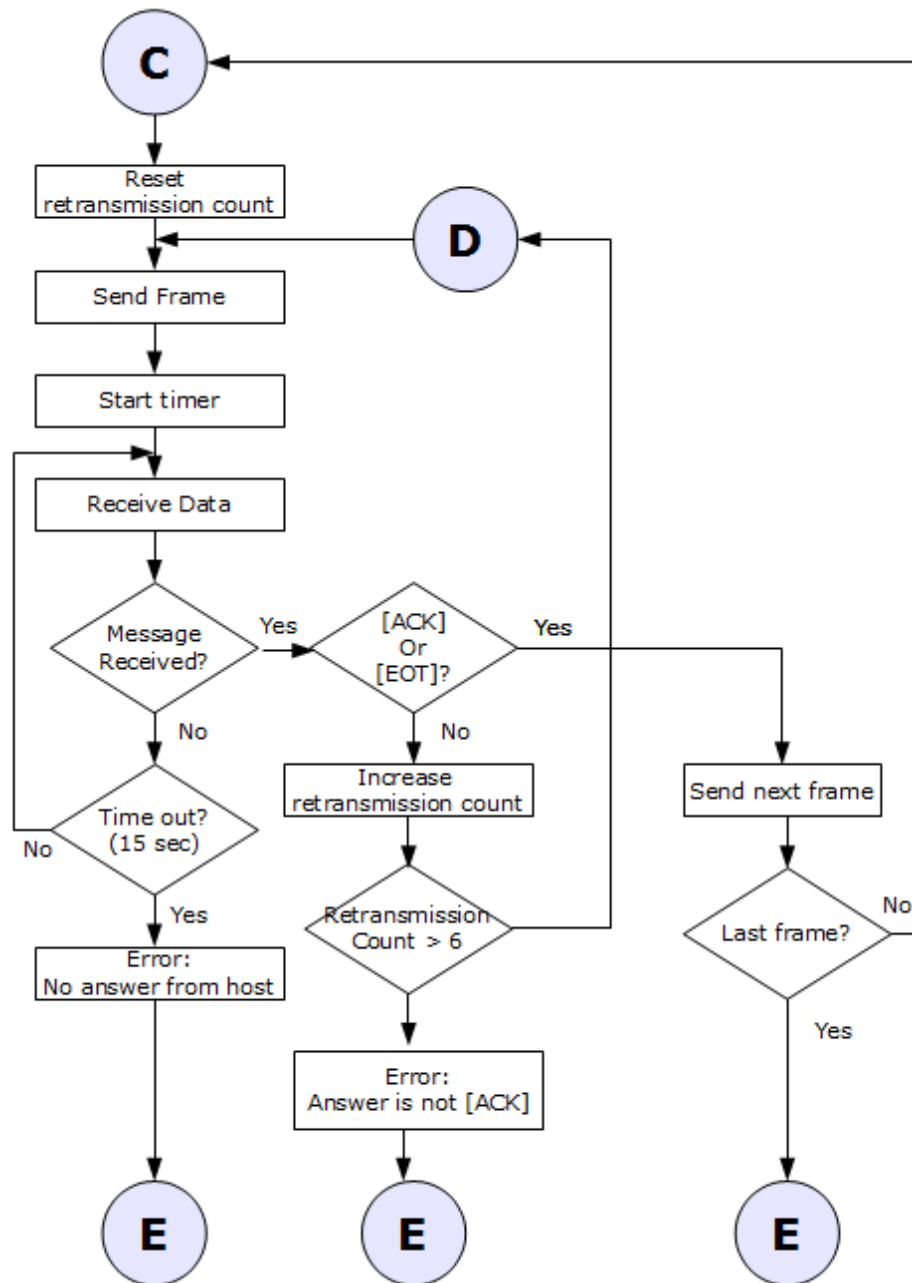 C
Reset
retransmission count
D
Send Frame
Start timer
Receive Data
Message
Received?
Yes
[ACK]
Or
[EOT]?
Yes
No
No
Increase
retransmission count
Send next frame
Time out?
(15 sec)
No
Yes
Retransmission
Count > 6
Last frame?
No
Error:
No answer from host
Yes
Error:
Answer is not [ACK]
E
E
E